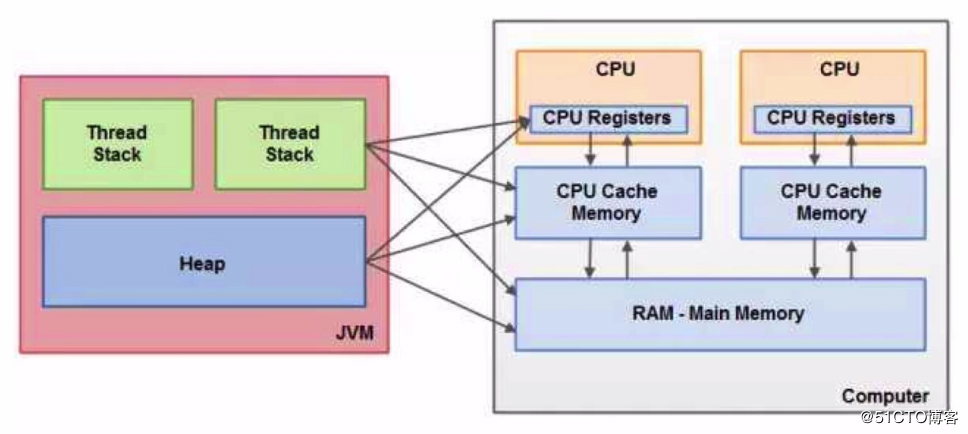 CPU
CPU
CPU Registers
CPU Registers
Thread
Stack
Thread
Stack
CPU Cache
Memory
CPU Cache
Memory
Heap
RAM - Main Memory
JVM
Computer
@51CTO博客